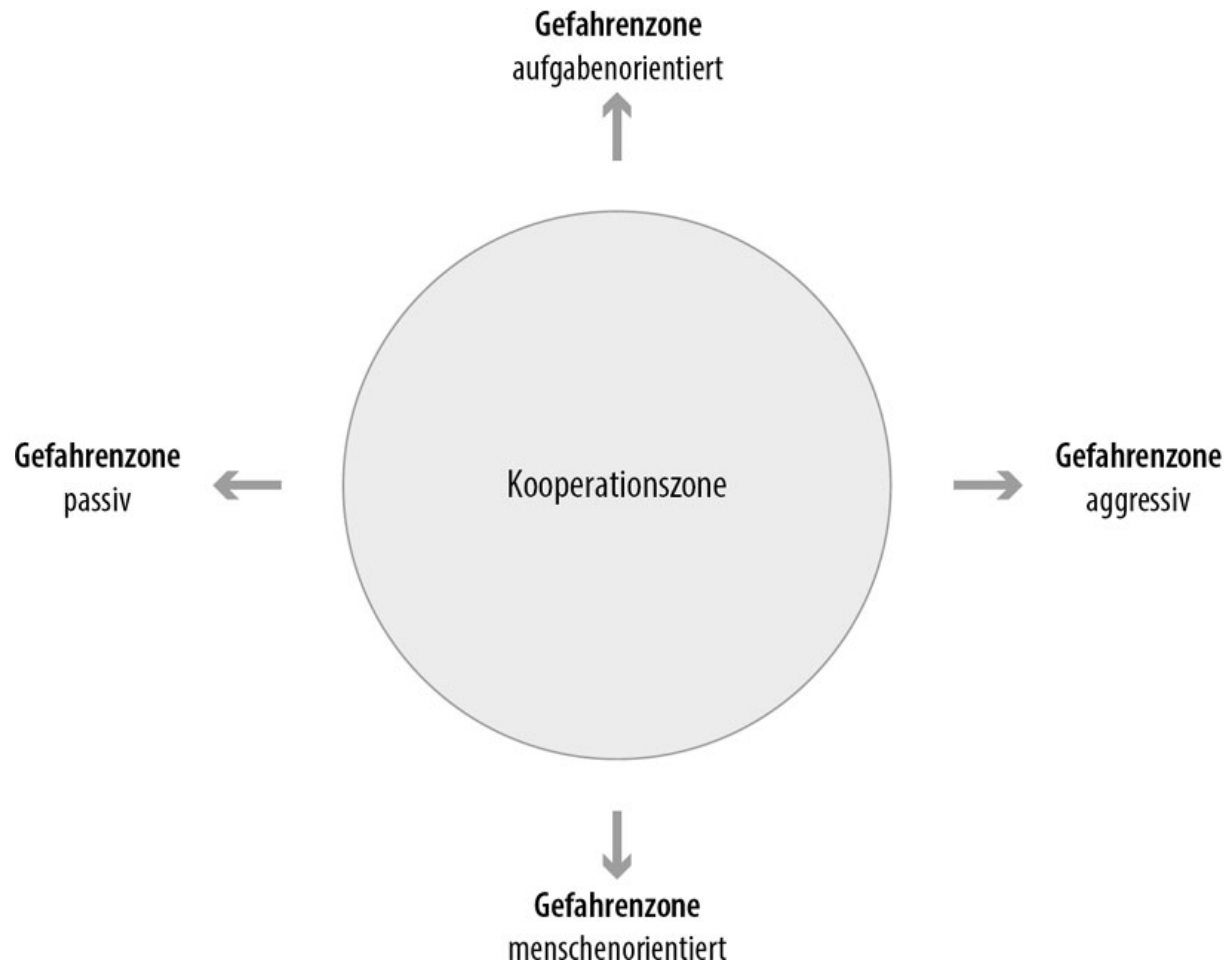 Gefahrenzone
aufgabenorientiert
Gefahrenzone
passiv
Kooperationszone
Gefahrenzone
aggressiv
Gefahrenzone
menschenorientiert